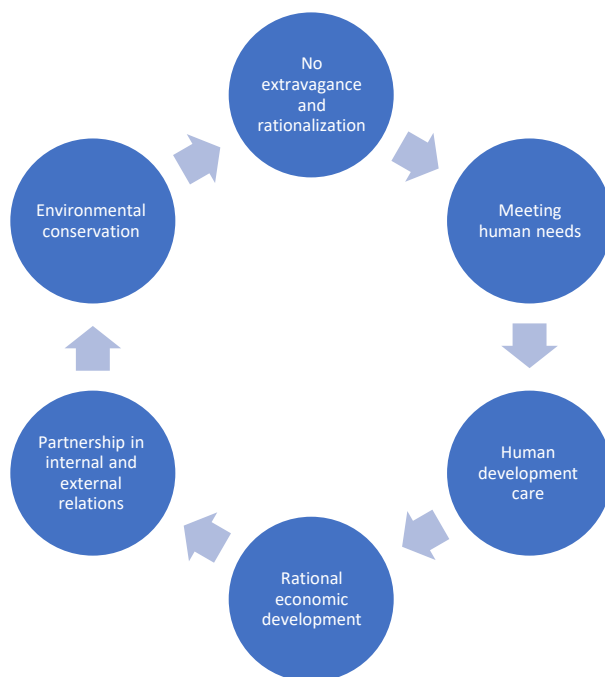 No
extravagance
and
rationalization
Meeting
human needs
Human
development
care
Rational
economic
development
Partnership in
internal and
external
relations
Environmental
conservation